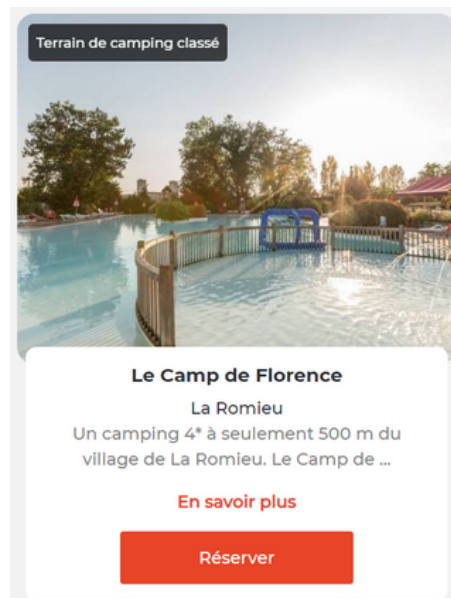 Terrain de camping classé
Le Camp de Florence
La Romieu
Un camping 4* à seulement 500 m du
village de La Romieu. Le Camp de ...
En savoir plus
Réserver